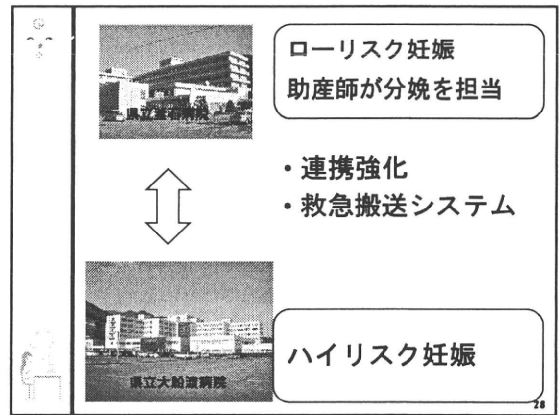 県立釜石病院
ローリスク妊娠
助産師が分娩を担当
・連携強化
・救急搬送システム
県立大船渡病院
ハイリスク妊娠
28